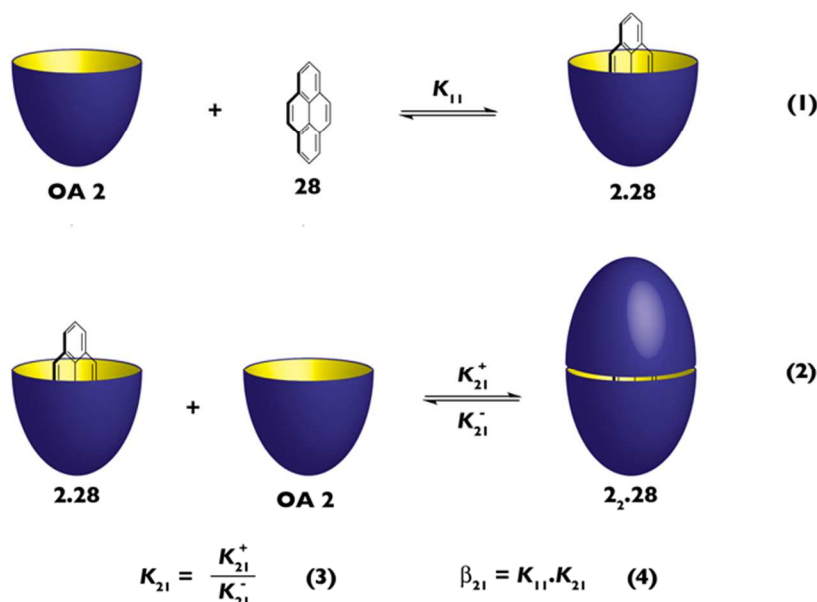 + K₁₁ (1)
OA 2 28 2.28
+ K₂₁⁺ (2)
K₂₁⁻
2.28 OA 2 2₂.28
K₂₁ = K₂₁⁺ / K₂₁⁻ (3) β₂₁ = K₁₁.K₂₁ (4)